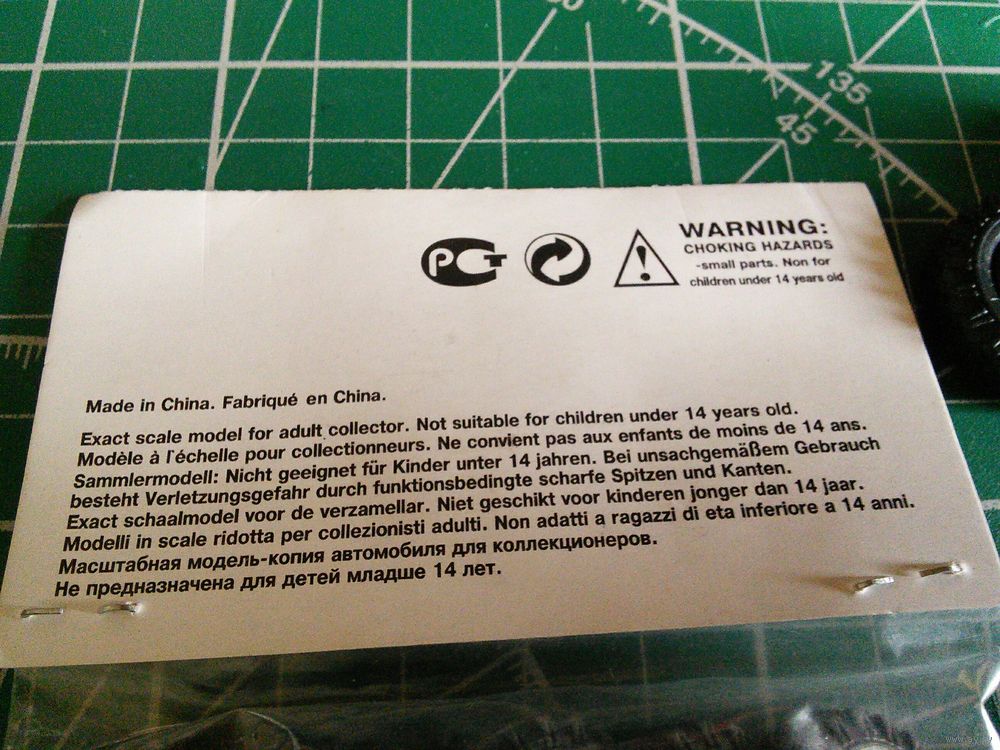 135
45
PCT
WARNING:
CHOKING HAZARDS
-small parts. Non for
children under 14 years old
Made in China. Fabriqué en China.
Exact scale model for adult collector. Not suitable for children under 14 years old.
Modèle à l'échelle pour collectionneurs. Ne convient pas aux enfants de moins de 14 ans.
Sammlermodell: Nicht geeignet für Kinder unter 14 jahren. Bei unsachgemäßem Gebrauch
besteht Verletzungsgefahr durch funktionsbedingte scharfe Spitzen und Kanten.
Exact schaalmodel voor de verzamellar. Niet geschikt voor kinderen jonger dan 14 jaar.
Modelli in scale ridotta per collezionisti adulti. Non adatti a ragazzi di eta inferiore a 14 anni.
Масштабная модель-копия автомобиля для коллекционеров.
Не предназначена для детей младше 14 лет.